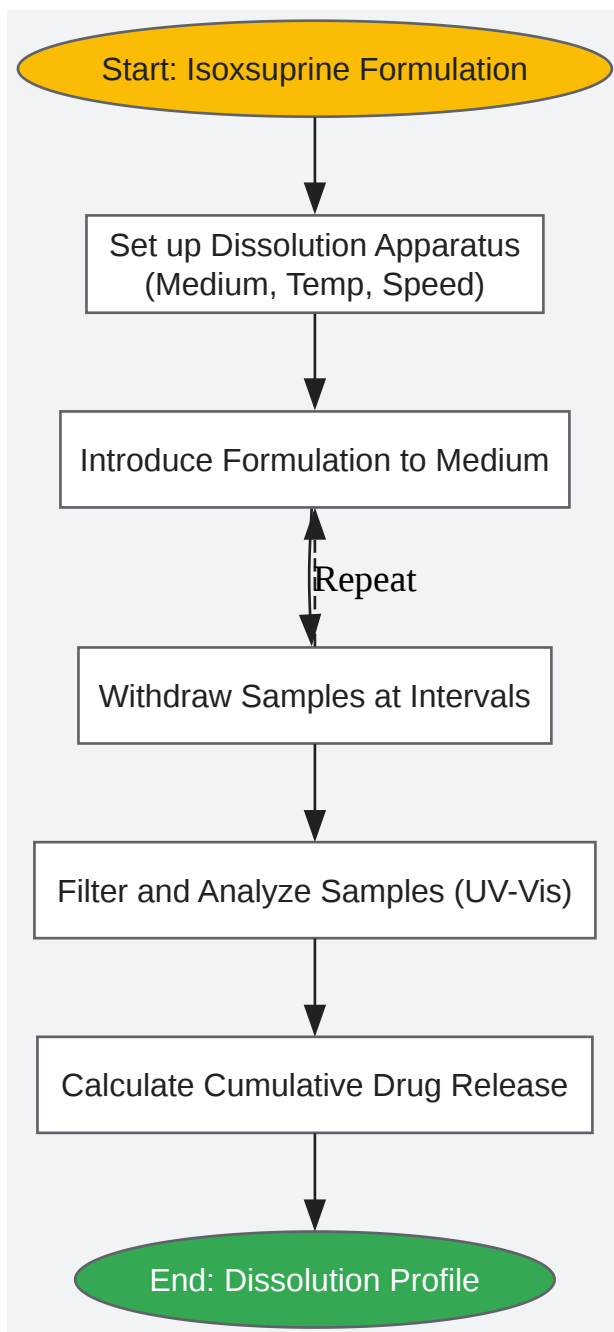 Start: Isoxsuprine Formulation
Set up Dissolution Apparatus
(Medium, Temp, Speed)
Introduce Formulation to Medium
Repeat
Withdraw Samples at Intervals
Filter and Analyze Samples (UV-Vis)
Calculate Cumulative Drug Release
End: Dissolution Profile